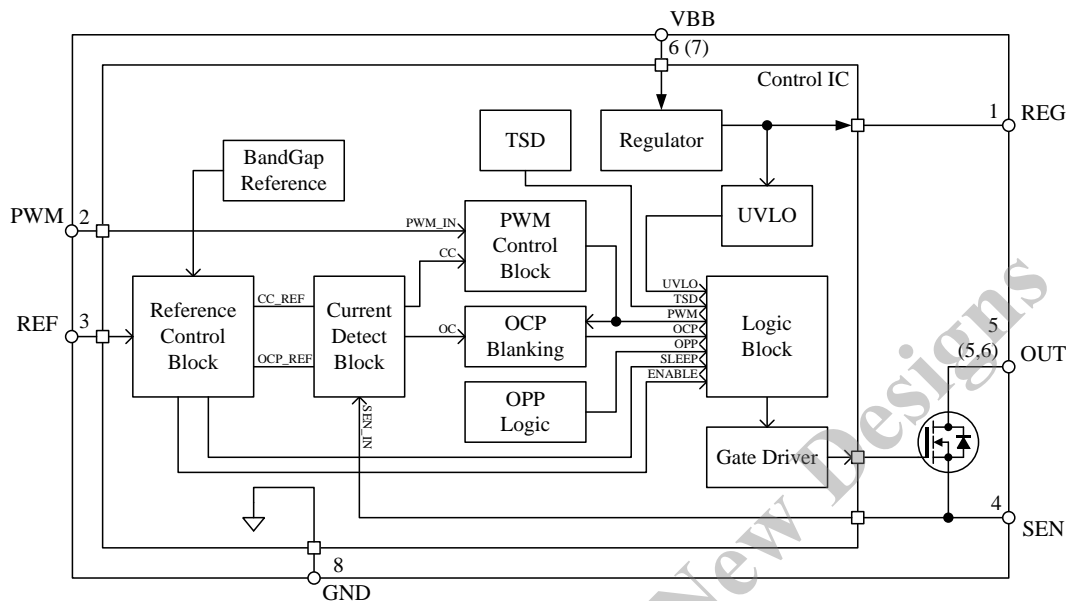 VBB
6 (7)
Control IC
1
REG
TSD
Regulator
BandGap
Reference
PWM
2
PWM_IN
PWM
Control
Block
UVLO
CC
UVLO
TSD
PWM
OCP
OPP
SLEEP
ENABLE
REF
3
Reference
Control
Block
CC_REF
OCP_REF
Current
Detect
Block
OC
OCP
Blanking
Logic
Block
5
(5,6)
OUT
SEN_IN
OPP
Logic
Gate Driver
4
SEN
8
GND
New Designs